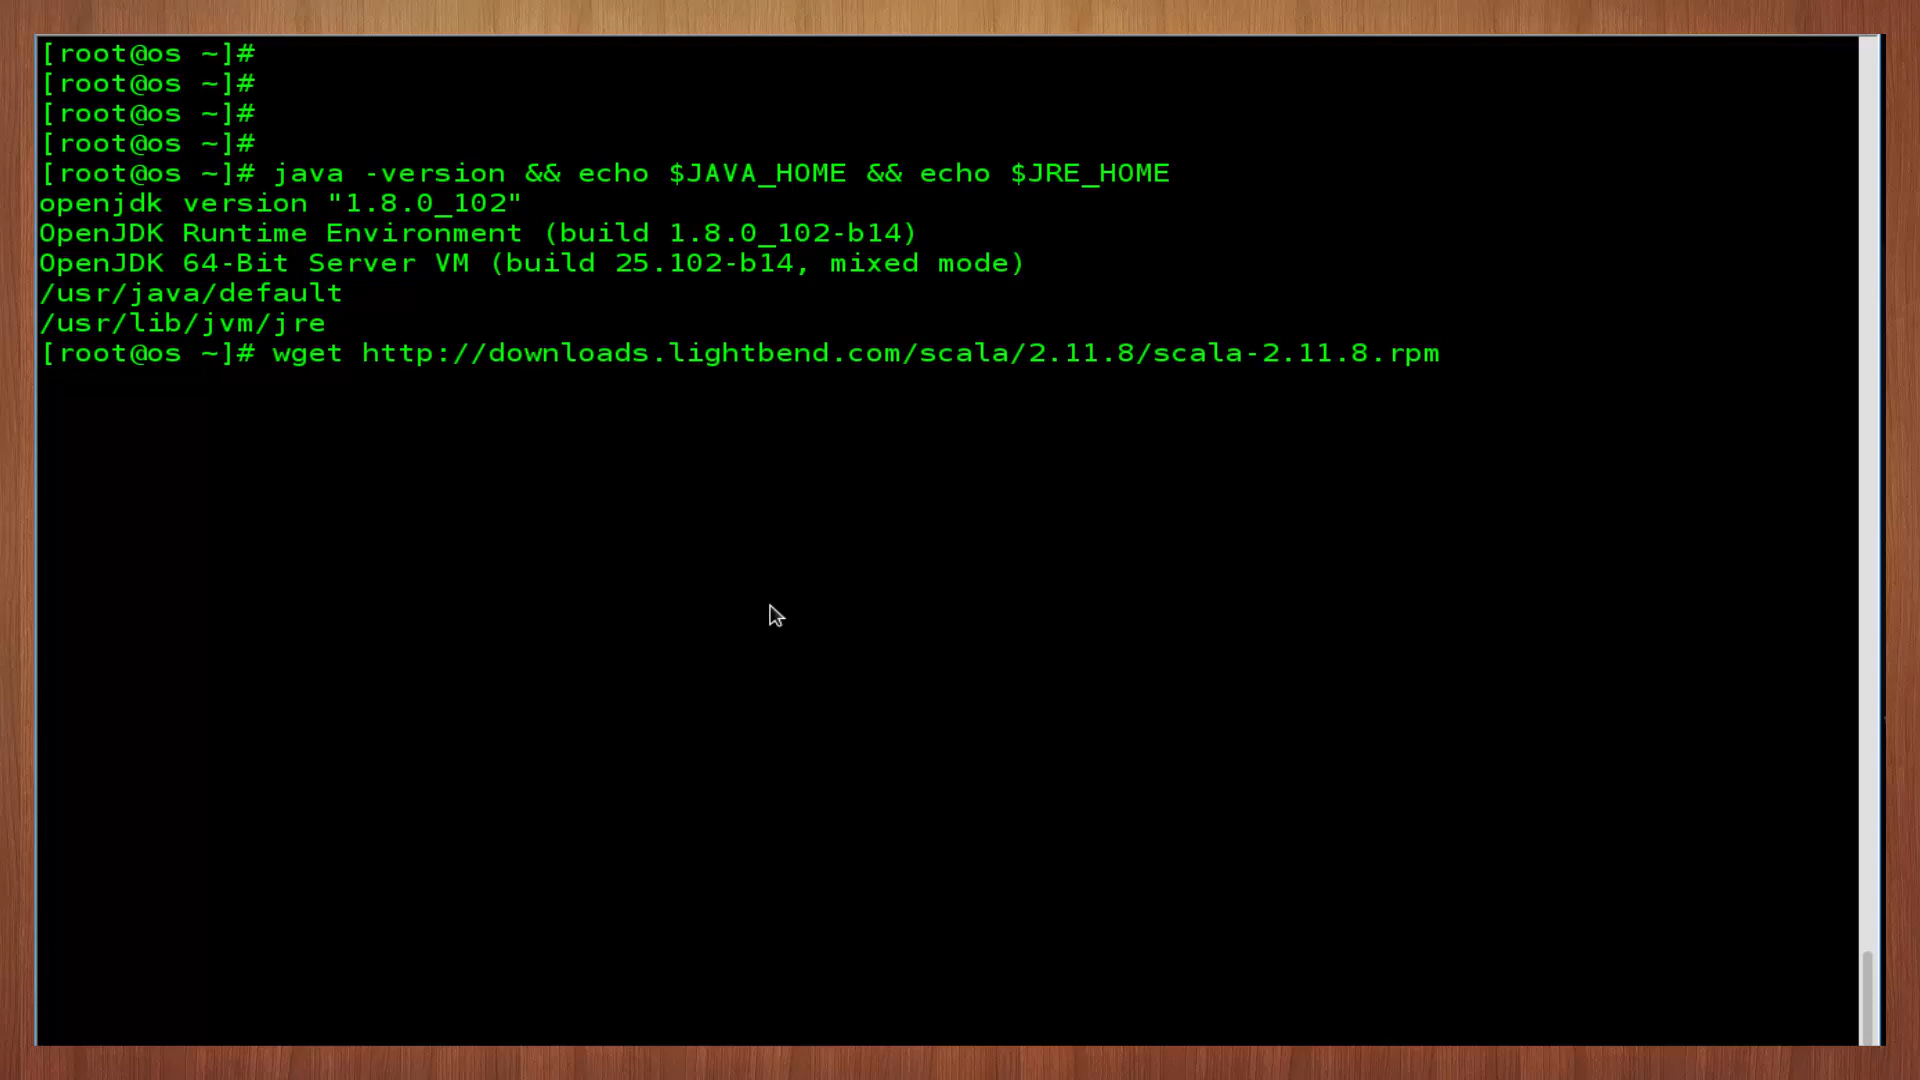 [root@os ~]#
[root@os ~]#
[root@os ~]#
[root@os ~]#
[root@os ~]# java -version && echo $JAVA_HOME && echo $JRE_HOME
openjdk version "1.8.0_102"
OpenJDK Runtime Environment (build 1.8.0_102-b14)
OpenJDK 64-Bit Server VM (build 25.102-b14, mixed mode)
/usr/java/default
/usr/lib/jvm/jre
[root@os ~]# wget http://downloads.lightbend.com/scala/2.11.8/scala-2.11.8.rpm